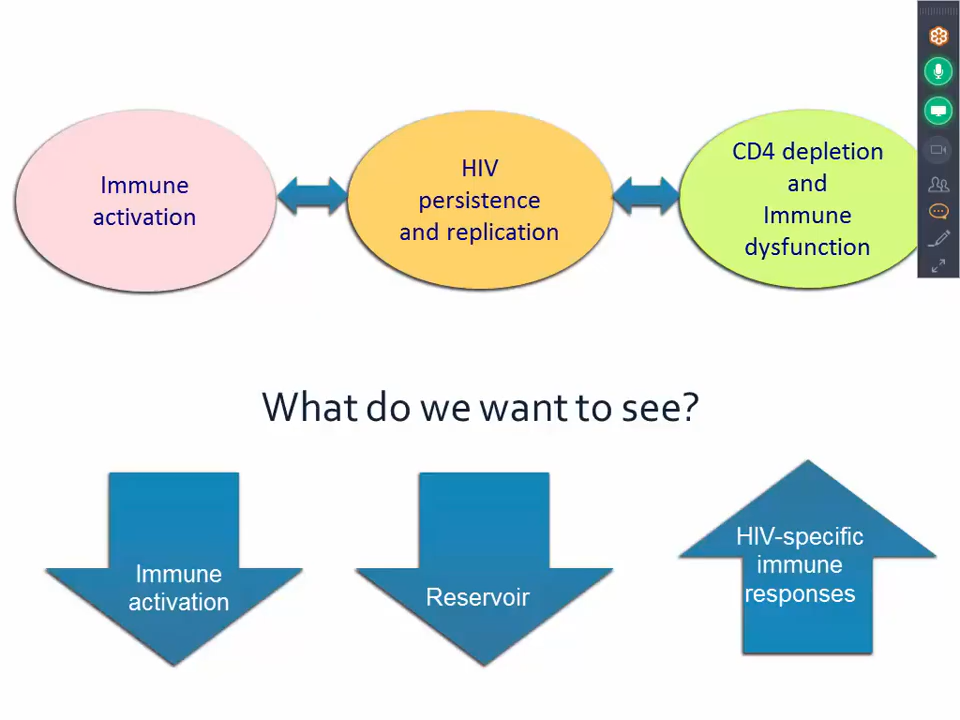 Immune
activation
HIV
persistence
and replication
CD4 depletion
and
Immune
dysfunction
What do we want to see?
Immune
activation
Reservoir
HIV-specific
immune
responses